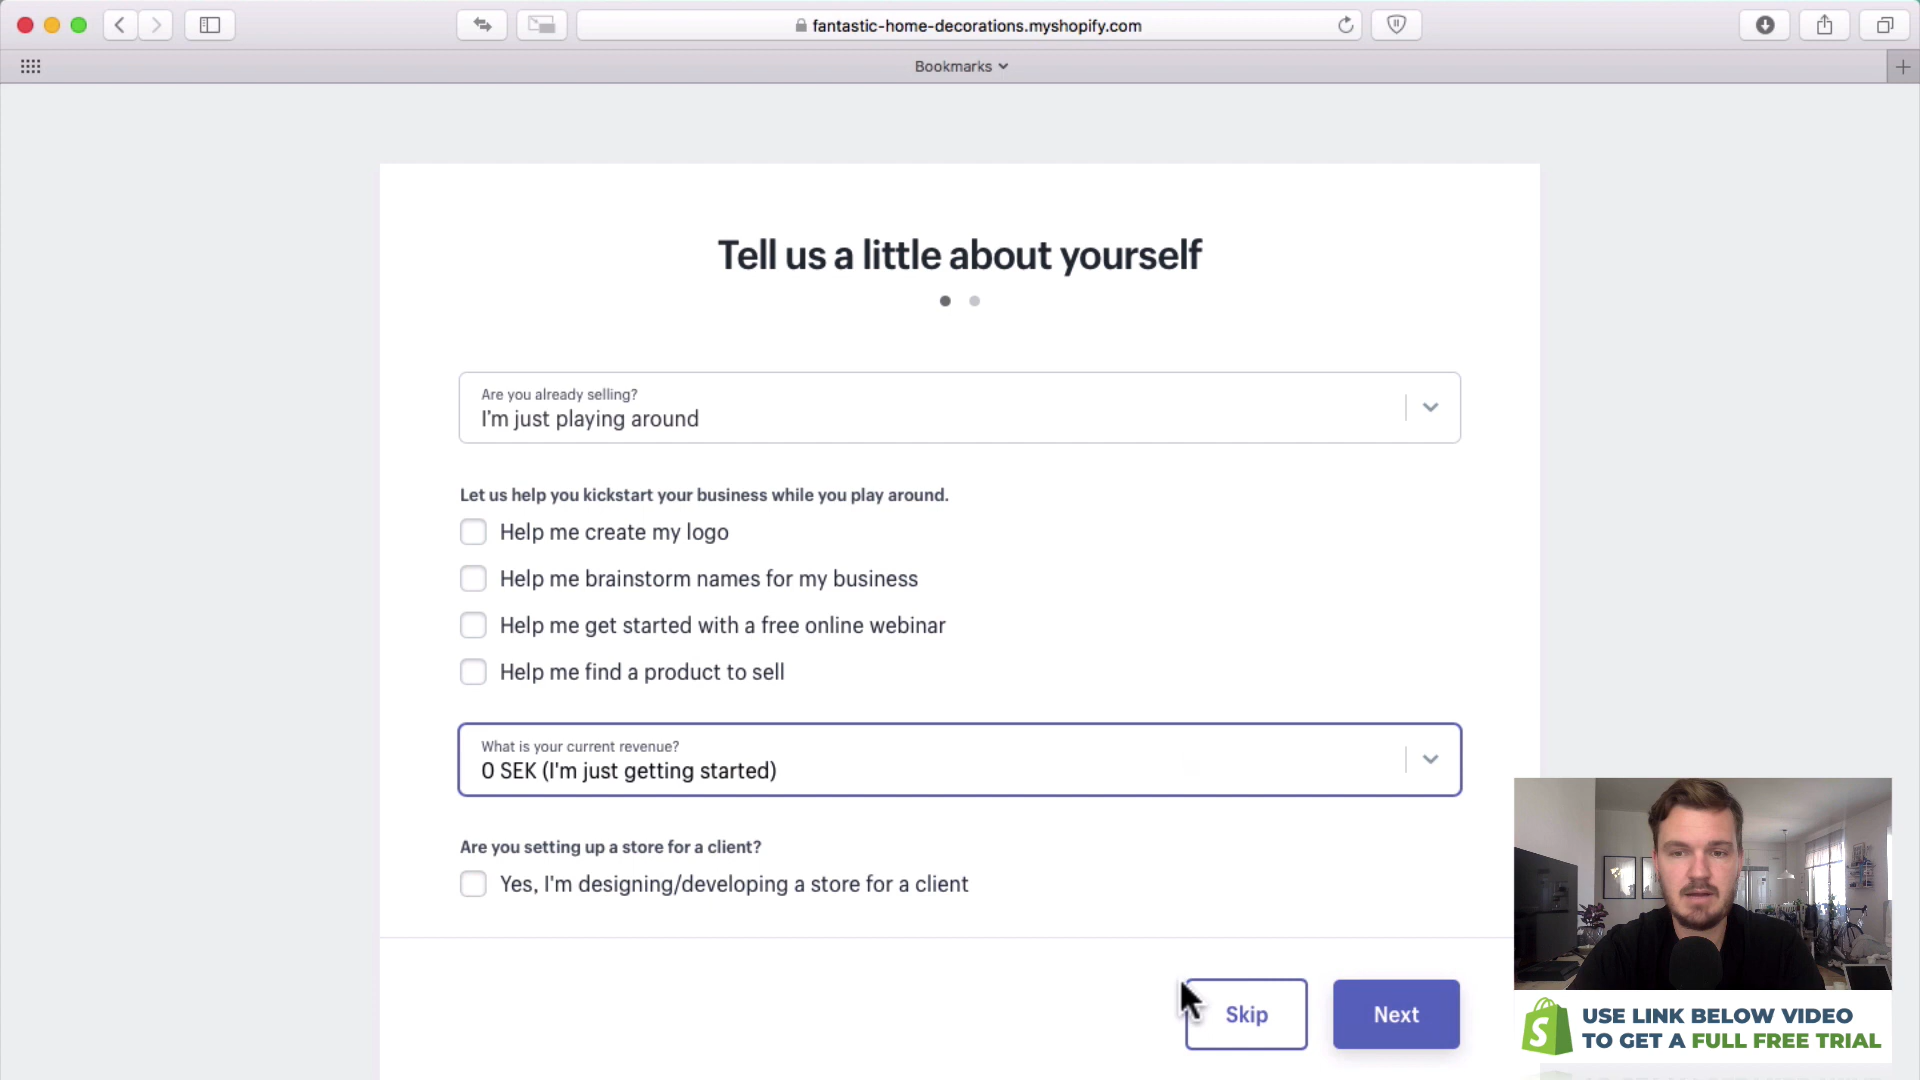 fantastic-home-decorations.myshopify.com
Bookmarks
Tell us a little about yourself
Are you already selling?
I'm just playing around
Let us help you kickstart your business while you play around.
Help me create my logo
Help me brainstorm names for my business
Help me get started with a free online webinar
Help me find a product to sell
What is your current revenue?
0 SEK (I'm just getting started)
Are you setting up a store for a client?
Yes, I'm designing/developing a store for a client
Skip
Next
USE LINK BELOW VIDEO
TO GET A FULL FREE TRIAL